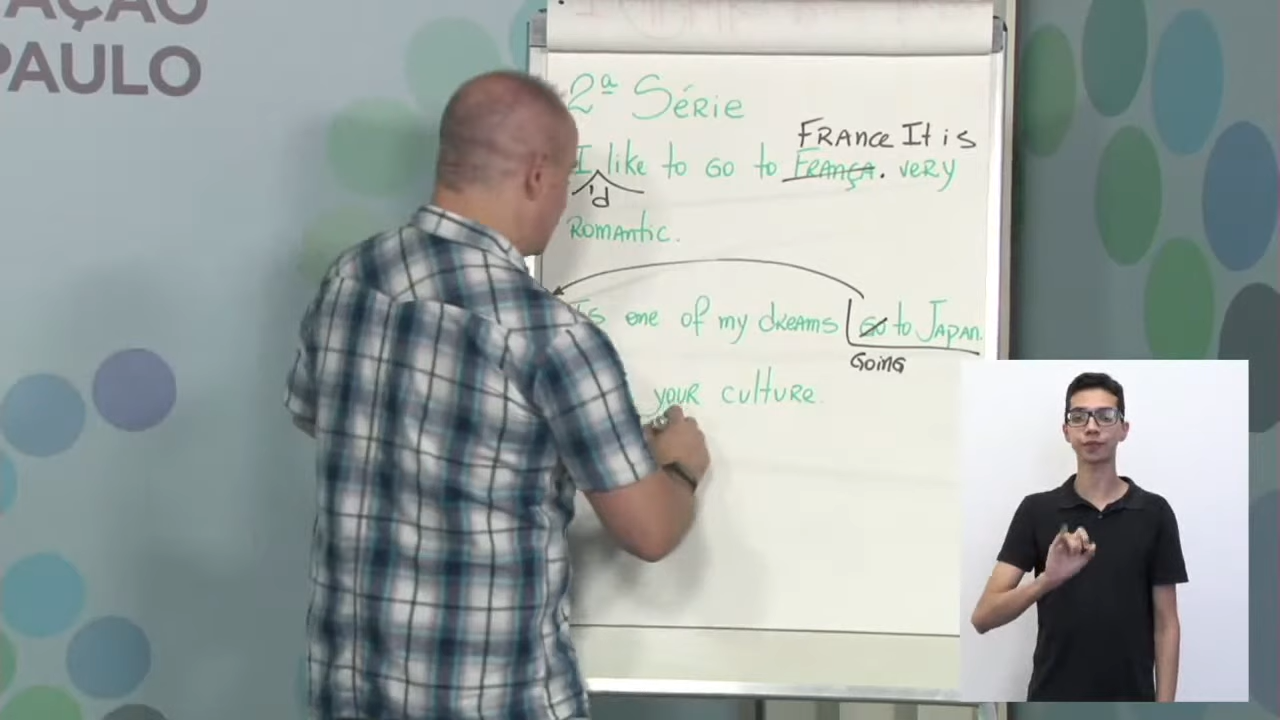 AÇÃO
PAULO
2ª Série
France It is
I like to go to França. very
'd
Romantic.
one of my dreams go to Japan.
Going
your culture.